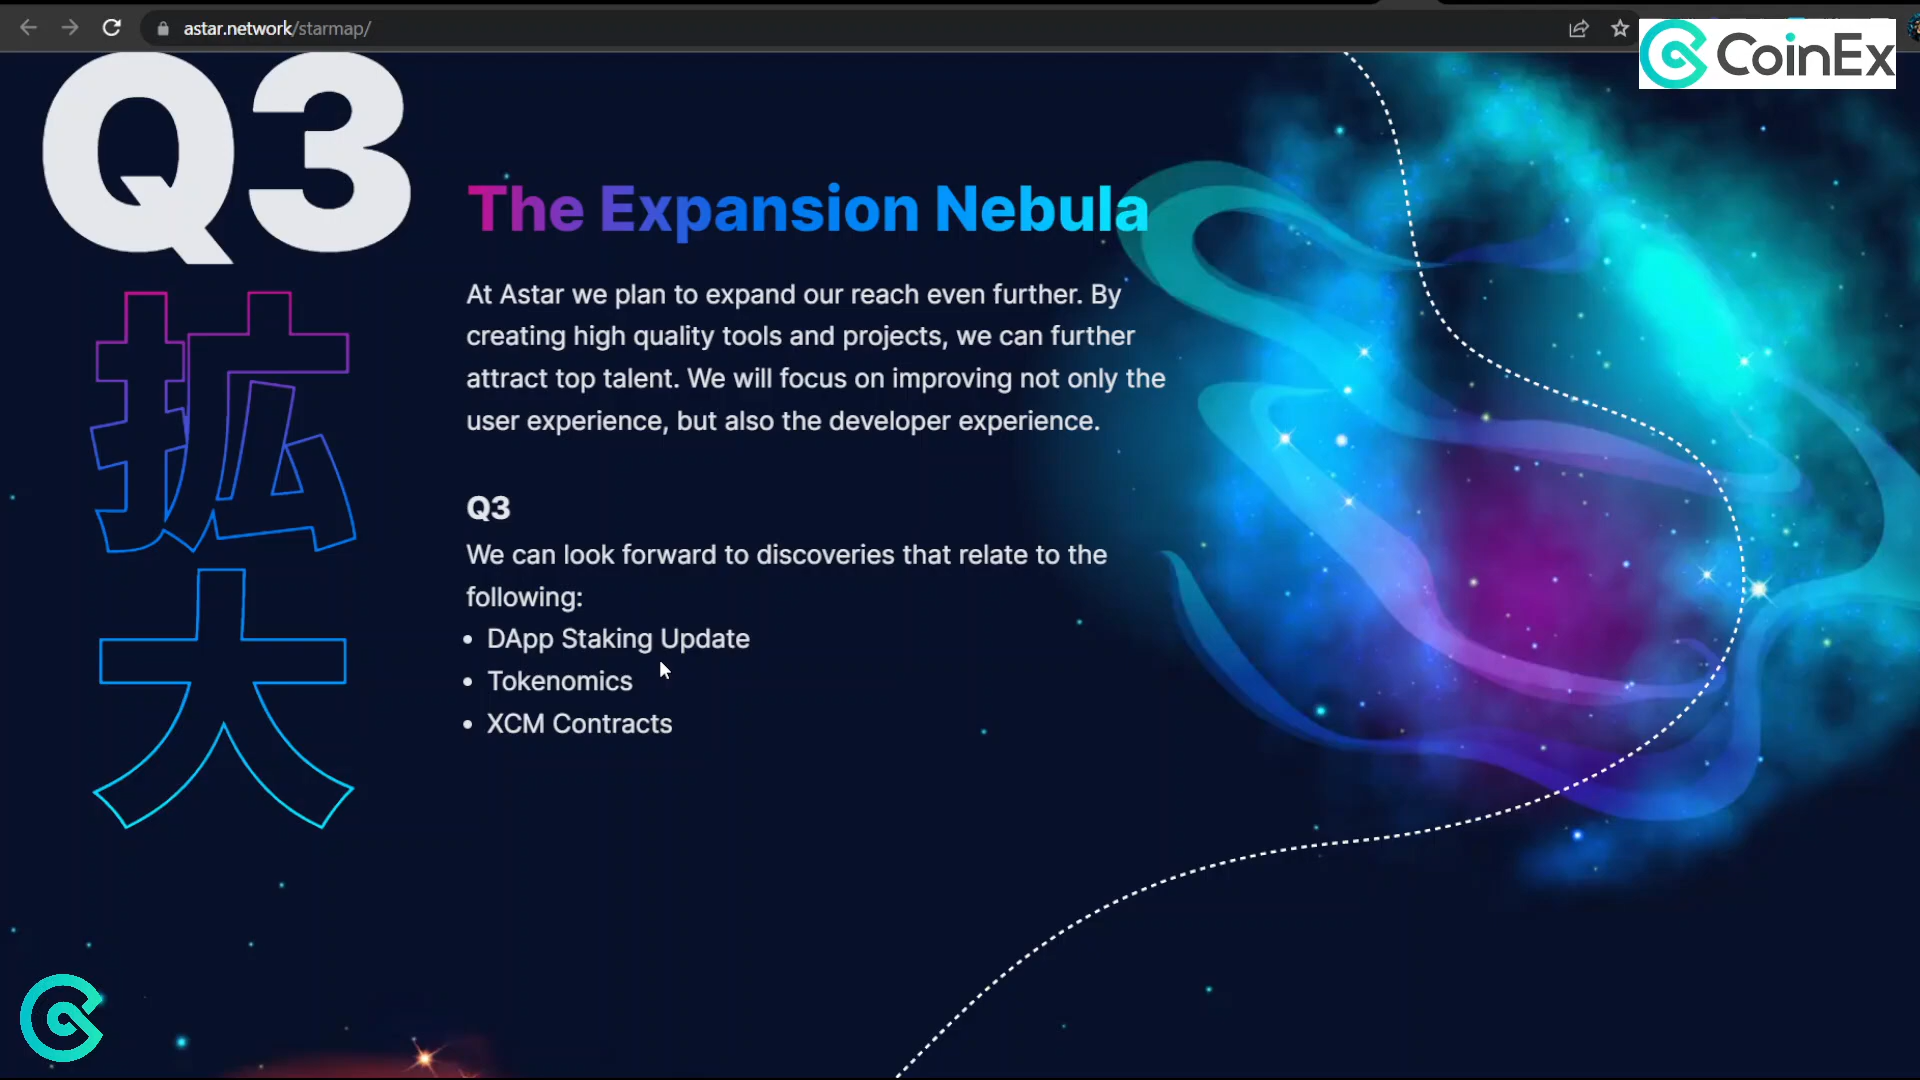 astar.network/starmap/
CoinEx
Q3
拡
大
The Expansion Nebula
At Astar we plan to expand our reach even further. By
creating high quality tools and projects, we can further
attract top talent. We will focus on improving not only the
user experience, but also the developer experience.
Q3
We can look forward to discoveries that relate to the
following:
• DApp Staking Update
• Tokenomics
• XCM Contracts